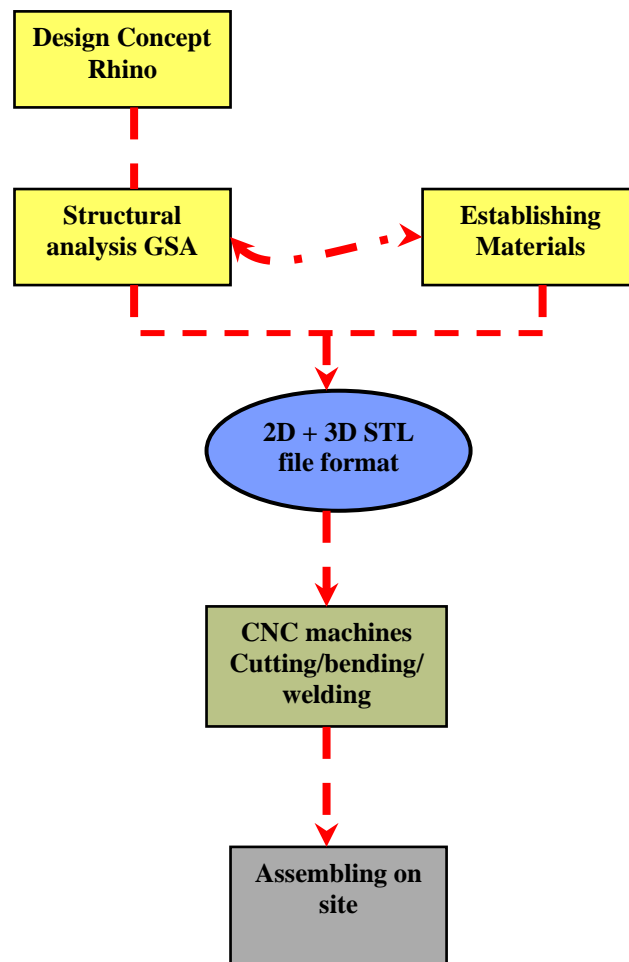 Design Concept
Rhino
Structural
analysis GSA
Establishing
Materials
2D + 3D STL
file format
CNC machines
Cutting/bending/
welding
Assembling on
site